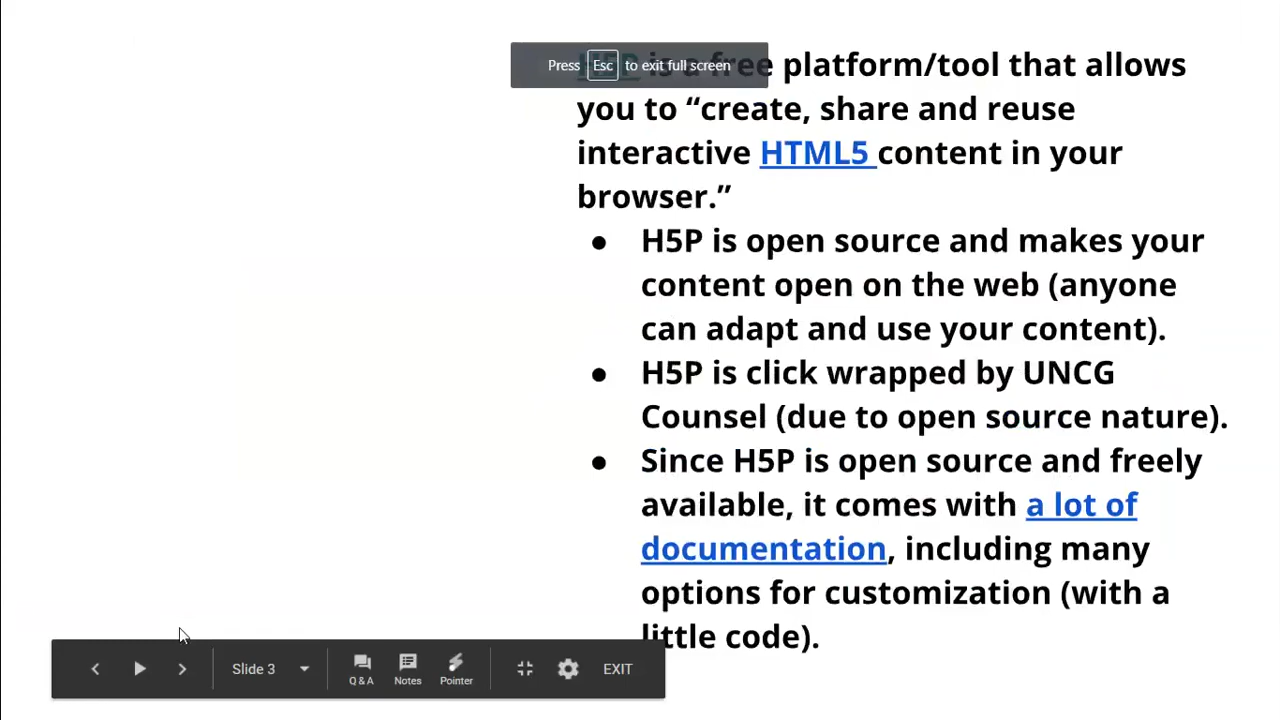 Press Esc to exit full screen
H5P is a free platform/tool that allows
you to “create, share and reuse
interactive HTML5 content in your
browser.”
● H5P is open source and makes your
content open on the web (anyone
can adapt and use your content).
● H5P is click wrapped by UNCG
Counsel (due to open source nature).
● Since H5P is open source and freely
available, it comes with a lot of
documentation, including many
options for customization (with a
little code).
Slide 3
Q & A
Notes
Pointer
EXIT